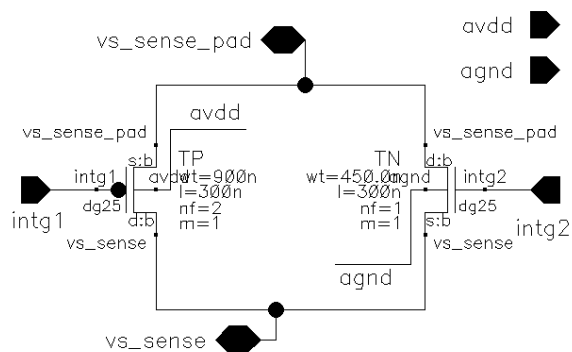 vs_sense_pad
avdd
agnd
avdd
vs_sense_pad
vs_sense_pad
s:b
TP
TN
d:b
intg1
avdd
wt=900n
wt=450.0n
agnd
intg2
l=300n
l=300n
dg25
nf=2
nf=1
dg25
intg1
d:b
m=1
m=1
s:b
intg2
vs_sense
vs_sense
agnd
vs_sense